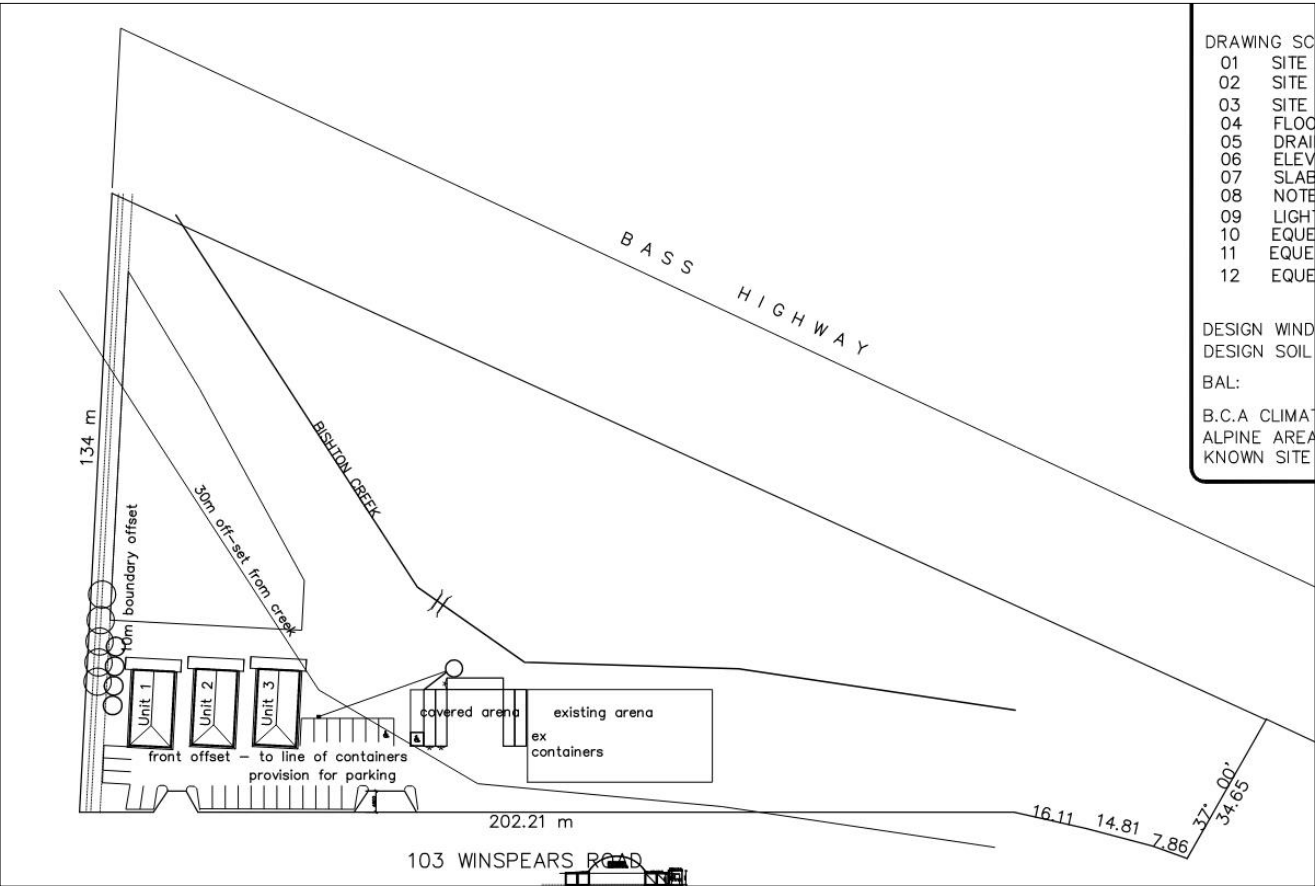 DRAWING SC
01 SITE
02 SITE
03 SITE
04 FLOO
05 DRAI
06 ELEV
07 SLAB
08 NOTE
09 LIGHT
10 EQUE
11 EQUE
12 EQUE
DESIGN WIND
DESIGN SOIL
BAL:
B.C.A CLIMAT
ALPINE AREA
KNOWN SITE
BASS HIGHWAY
BISHTON CREEK
134 m
30m off-set from creek
10m boundary offset
Unit 1
Unit 2
Unit 3
covered arena
existing arena
ex
containers
front offset - to line of containers
provision for parking
202.21 m
16.11
14.81
7.86
37° 00'
34.65
103 WINSPEARS ROAD